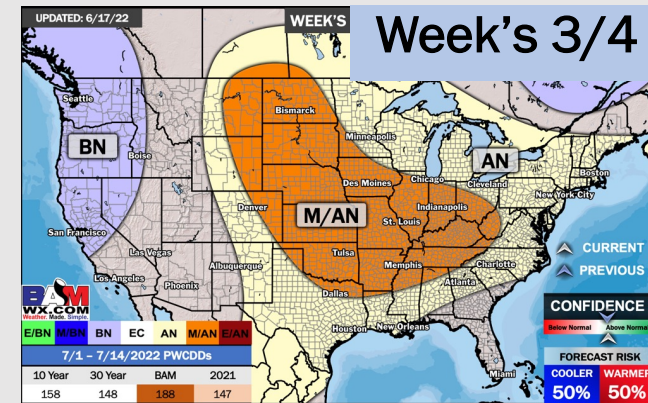 UPDATED: 6/17/22
WEEK'S
Week's 3/4
Seattle
Bismarck
BN
Minneapolis
Boise
AN
Boston
Des Moines
Chicago
Cleveland
New York City
Denver
M/AN
Indianapolis
St. Louis
San Francisco
Las Vegas
Tulsa
CURRENT
Albuquerque
Memphis
Charlotte
PREVIOUS
Los Angeles
Phoenix
Dallas
Atlanta
BAM
WX.COM
Weather. Made. Simple.
CONFIDENCE
Below Normal
Above Norma
E/BN M/BN BN EC AN M/AN E/AN
Houston
New Orleans
7/1 – 7/14/2022 PWCDDs
FORECAST RISK
10 Year 30 Year BAM 2021
Miami
COOLER WARMER
158 148 188 147
50% 50%